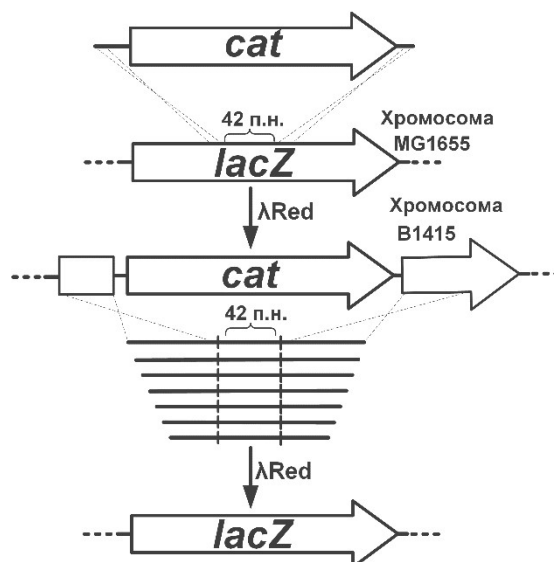 cat
42 п.н.
Хромосома
MG1655
lacZ
λRed
Хромосома
B1415
cat
42 п.н.
λRed
lacZ